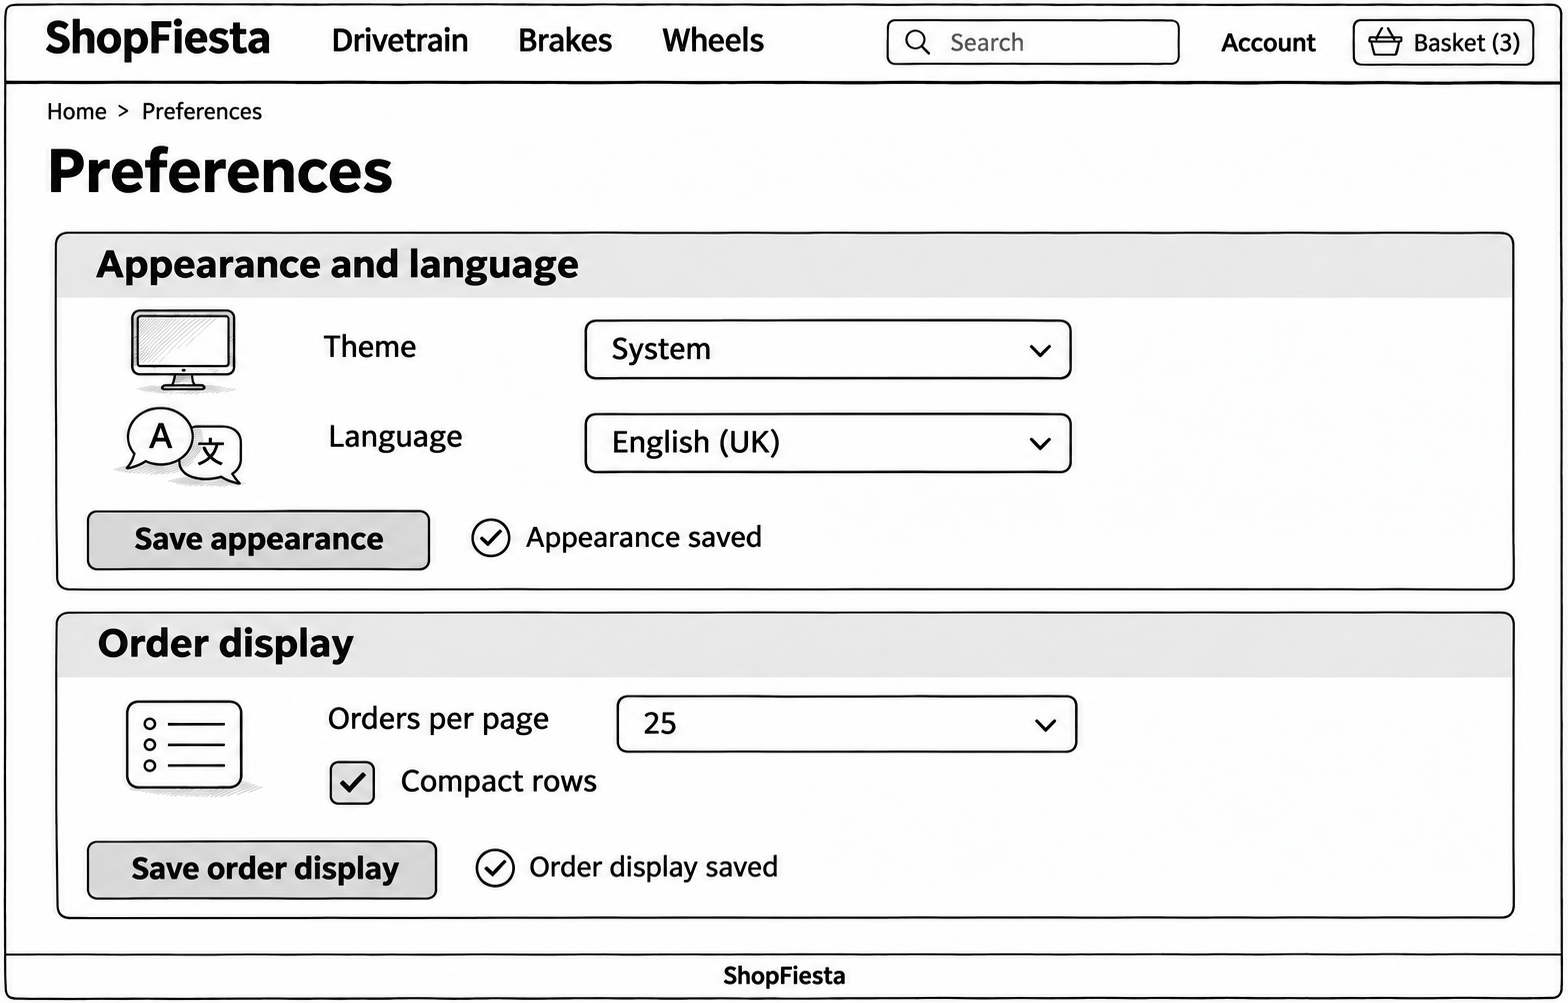 ShopFiesta Drivetrain Brakes Wheels Search Account Basket (3)
Home > Preferences
Preferences
Appearance and language
Theme System
A 文
Language English (UK)
Save appearance Appearance saved
Order display
Orders per page 25
Compact rows
Save order display Order display saved
ShopFiesta